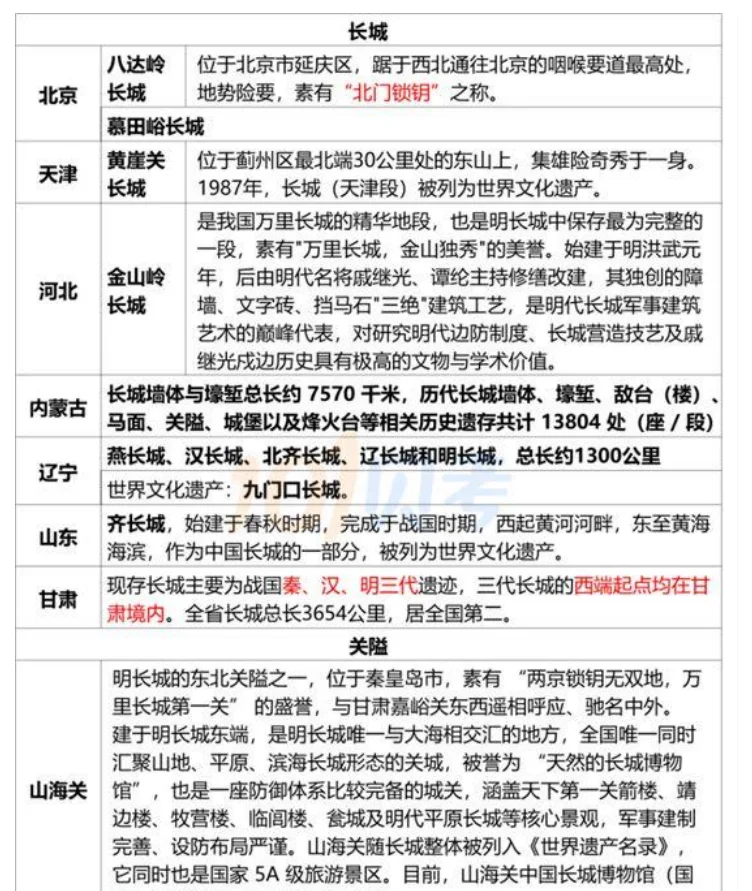 长城
北京
八达岭
长城
位于北京市延庆区，踞于西北通往北京的咽喉要道最高处，
地势险要，素有“北门锁钥”之称。
慕田峪长城
天津
黄崖关
长城
位于蓟州区最北端30公里处的东山上，集雄险奇秀于一身。
1987年，长城（天津段）被列为世界文化遗产。
河北
金山岭
长城
是我国万里长城的精华地段，也是明长城中保存最为完整的
一段，素有"万里长城，金山独秀"的美誉。始建于明洪武元
年，后由明代名将戚继光、谭纶主持修缮改建，其独创的障
墙、文字砖、挡马石"三绝"建筑工艺，是明代长城军事建筑
艺术的巅峰代表，对研究明代边防制度、长城营造技艺及戚
继光戍边历史具有极高的文物与学术价值。
内蒙古
长城墙体与壕堑总长约 7570 千米，历代长城墙体、壕堑、敌台（楼）、
马面、关隘、城堡以及烽火台等相关历史遗存共计 13804 处（座 / 段）
辽宁
燕长城、汉长城、北齐长城、辽长城和明长城，总长约1300公里
世界文化遗产：九门口长城。
山东
齐长城，始建于春秋时期，完成于战国时期，西起黄河河畔，东至黄海
海滨，作为中国长城的一部分，被列为世界文化遗产。
甘肃
现存长城主要为战国秦、汉、明三代遗迹，三代长城的西端起点均在甘
肃境内。全省长城总长3654公里，居全国第二。
关隘
山海关
明长城的东北关隘之一，位于秦皇岛市，素有 “两京锁钥无双地，万
里长城第一关” 的盛誉，与甘肃嘉峪关东西遥相呼应、驰名中外。
建于明长城东端，是明长城唯一与大海相交汇的地方，全国唯一同时
汇聚山地、平原、滨海长城形态的关城，被誉为 “天然的长城博物
馆” ，也是一座防御体系比较完备的城关，涵盖天下第一关箭楼、靖
边楼、牧营楼、临闾楼、瓮城及明代平原长城等核心景观，军事建制
完善、设防布局严谨。山海关随长城整体被列入《世界遗产名录》，
它同时也是国家 5A 级旅游景区。目前，山海关中国长城博物馆（国